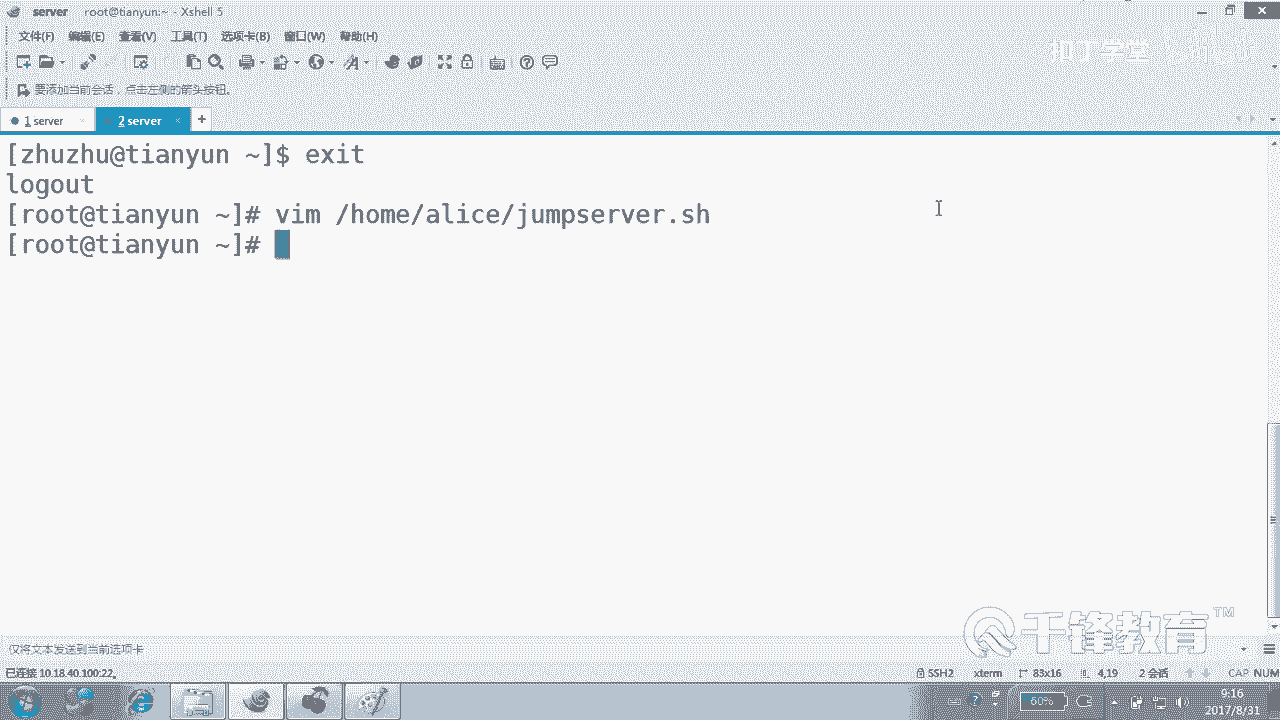 server root@tianyun:~ - Xshell 5
文件(F) 编辑(E) 查看(V) 工具(T) 选项卡(B) 窗口(W) 帮助(H)
扣丁学堂
要添加当前会话，点击左侧的箭头按钮。
1 server 2 server +
[zhuzhu@tianyun ~]$ exit
logout
[root@tianyun ~]# vim /home/alice/jumpserver.sh
[root@tianyun ~]#
千锋教育™
仅将文本发送到当前选项卡
已连接 10.18.40.100:22。 SSH2 xterm 83x16 4,19 2 会话 CAP NUM
60% 9:16
2017/8/31